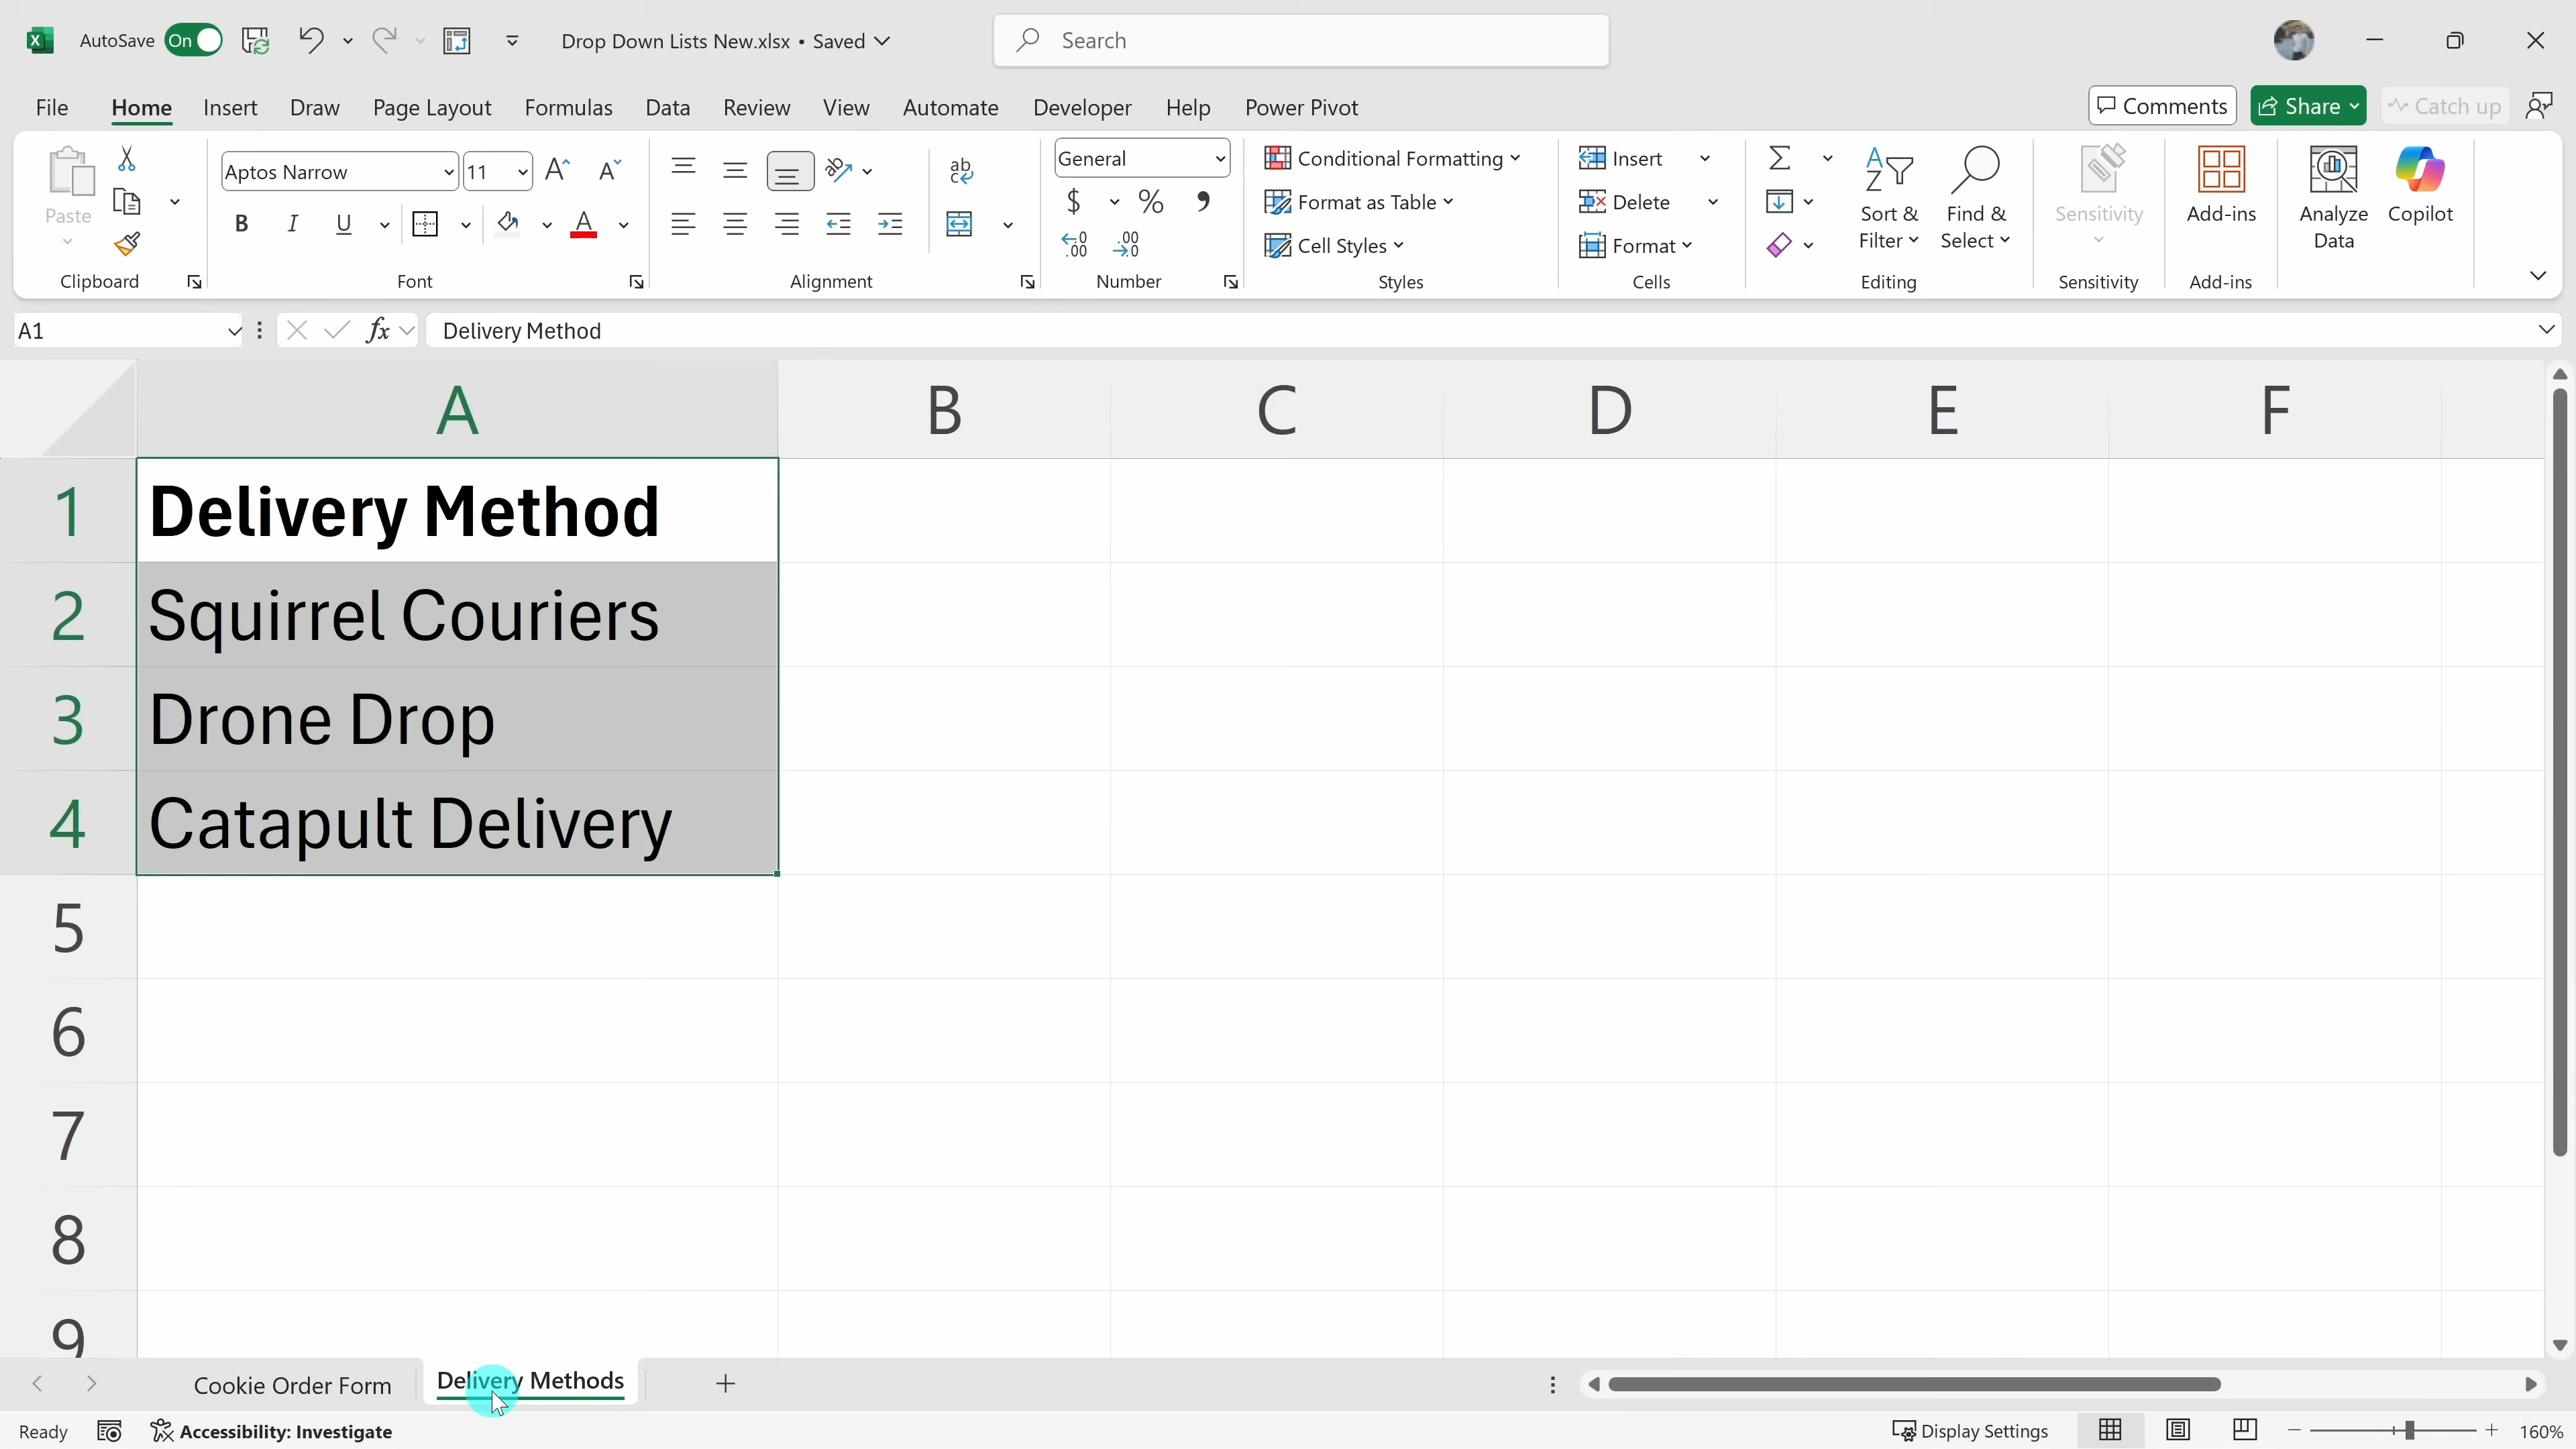 AutoSave On Drop Down Lists New.xlsx • Saved Search
File Home Insert Draw Page Layout Formulas Data Review View Automate Developer Help Power Pivot Comments Share Catch up
Paste
Clipboard
Aptos Narrow 11
B I U A
Font
ab
c
Alignment
General
$ % ,
.00 .00
Number
Conditional Formatting
Format as Table
Cell Styles
Styles
Insert
Delete
Format
Cells
Sort &
Filter
Find &
Select
Editing
Sensitivity
Sensitivity
Add-ins
Add-ins
Analyze
Data
Copilot
A1 fx Delivery Method
A B C D E F
1 Delivery Method
2 Squirrel Couriers
3 Drone Drop
4 Catapult Delivery
5
6
7
8
9
Cookie Order Form Delivery Methods
Ready Accessibility: Investigate Display Settings 160%